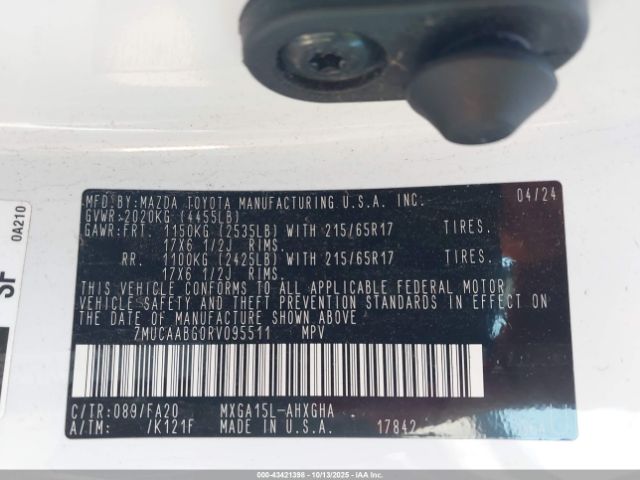 MFD.BY:MAZDA TOYOTA MANUFACTURING U.S.A. INC. 04/24
GVWR:2020KG (4455LB)
GAWR:FRT. 1150KG (2535LB) WITH 215/65R17 TIRES.
17X6 1/2J RIMS.
RR. 1100KG (2425LB) WITH 215/65R17 TIRES.
17X6 1/2J RIMS.
THIS VEHICLE CONFORMS TO ALL APPLICABLE FEDERAL MOTOR
VEHICLE SAFETY AND THEFT PREVENTION STANDARDS IN EFFECT ON
THE DATE OF MANUFACTURE SHOWN ABOVE.
7MUCAABG0RV095511 MPV
C/TR:089/FA20 MXGA15L-AHXGHA
A/TM: /K121F MADE IN U.S.A. 17842
0A210
SF
000-43421398 - 10/13/2025 - IAAI